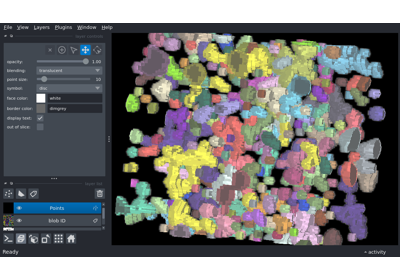 File View Layers Plugins Window Help
opacity: 1.00
blending: translucent
point size: 10
symbol: disc
face color: white
border color: dimgrey
display text:
out of slice:
Points
blob ID
Ready
activity